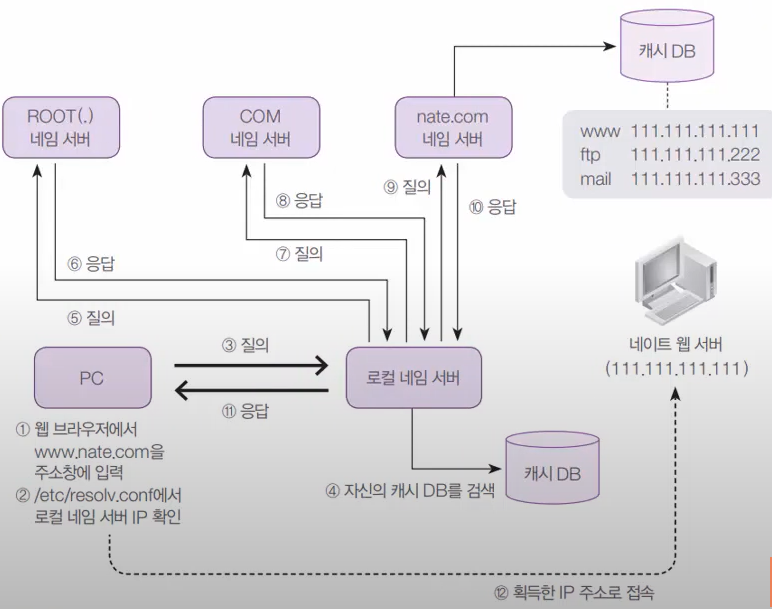 캐시 DB
ROOT(.)
네임 서버
COM
네임 서버
nate.com
네임 서버
www 111.111.111.111
ftp 111.111.111.222
mail 111.111.111.333
⑨ 질의
⑧ 응답
⑩ 응답
⑦ 질의
⑥ 응답
⑤ 질의
③ 질의
네이트 웹 서버
(111.111.111.111)
PC
로컬 네임 서버
⑪ 응답
① 웹 브라우저에서
www.nate.com을
주소창에 입력
② /etc/resolv.conf에서
로컬 네임 서버 IP 확인
④ 자신의 캐시 DB를 검색
캐시 DB
⑫ 획득한 IP 주소로 접속